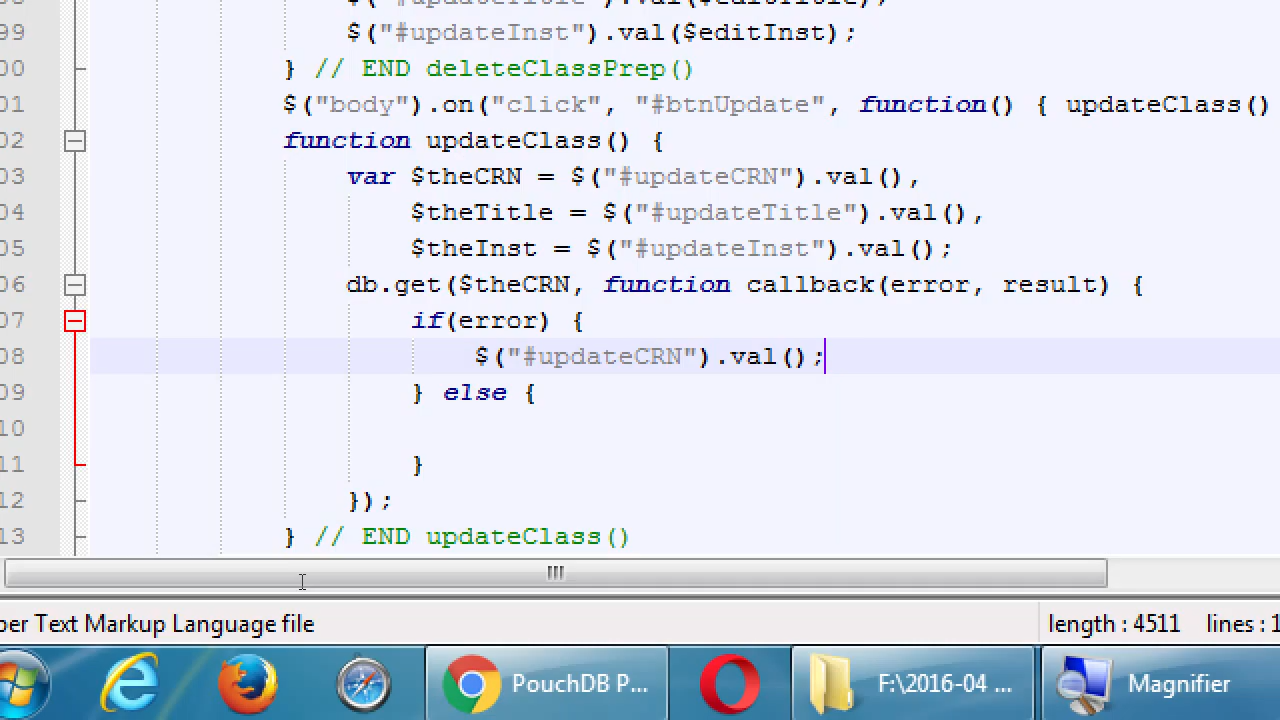 99 $("#updateInst").val($editInst);
00 } // END deleteClassPrep()
01 $("body").on("click", "#btnUpdate", function() { updateClass()
02 function updateClass() {
03 var $theCRN = $("#updateCRN").val(),
04 $theTitle = $("#updateTitle").val(),
05 $theInst = $("#updateInst").val();
06 db.get($theCRN, function callback(error, result) {
07 if(error) {
08 $("#updateCRN").val();
09 } else {
10
11 }
12 });
13 } // END updateClass()
per Text Markup Language file length : 4511 lines : 1
PouchDB P... F:\2016-04 ... Magnifier